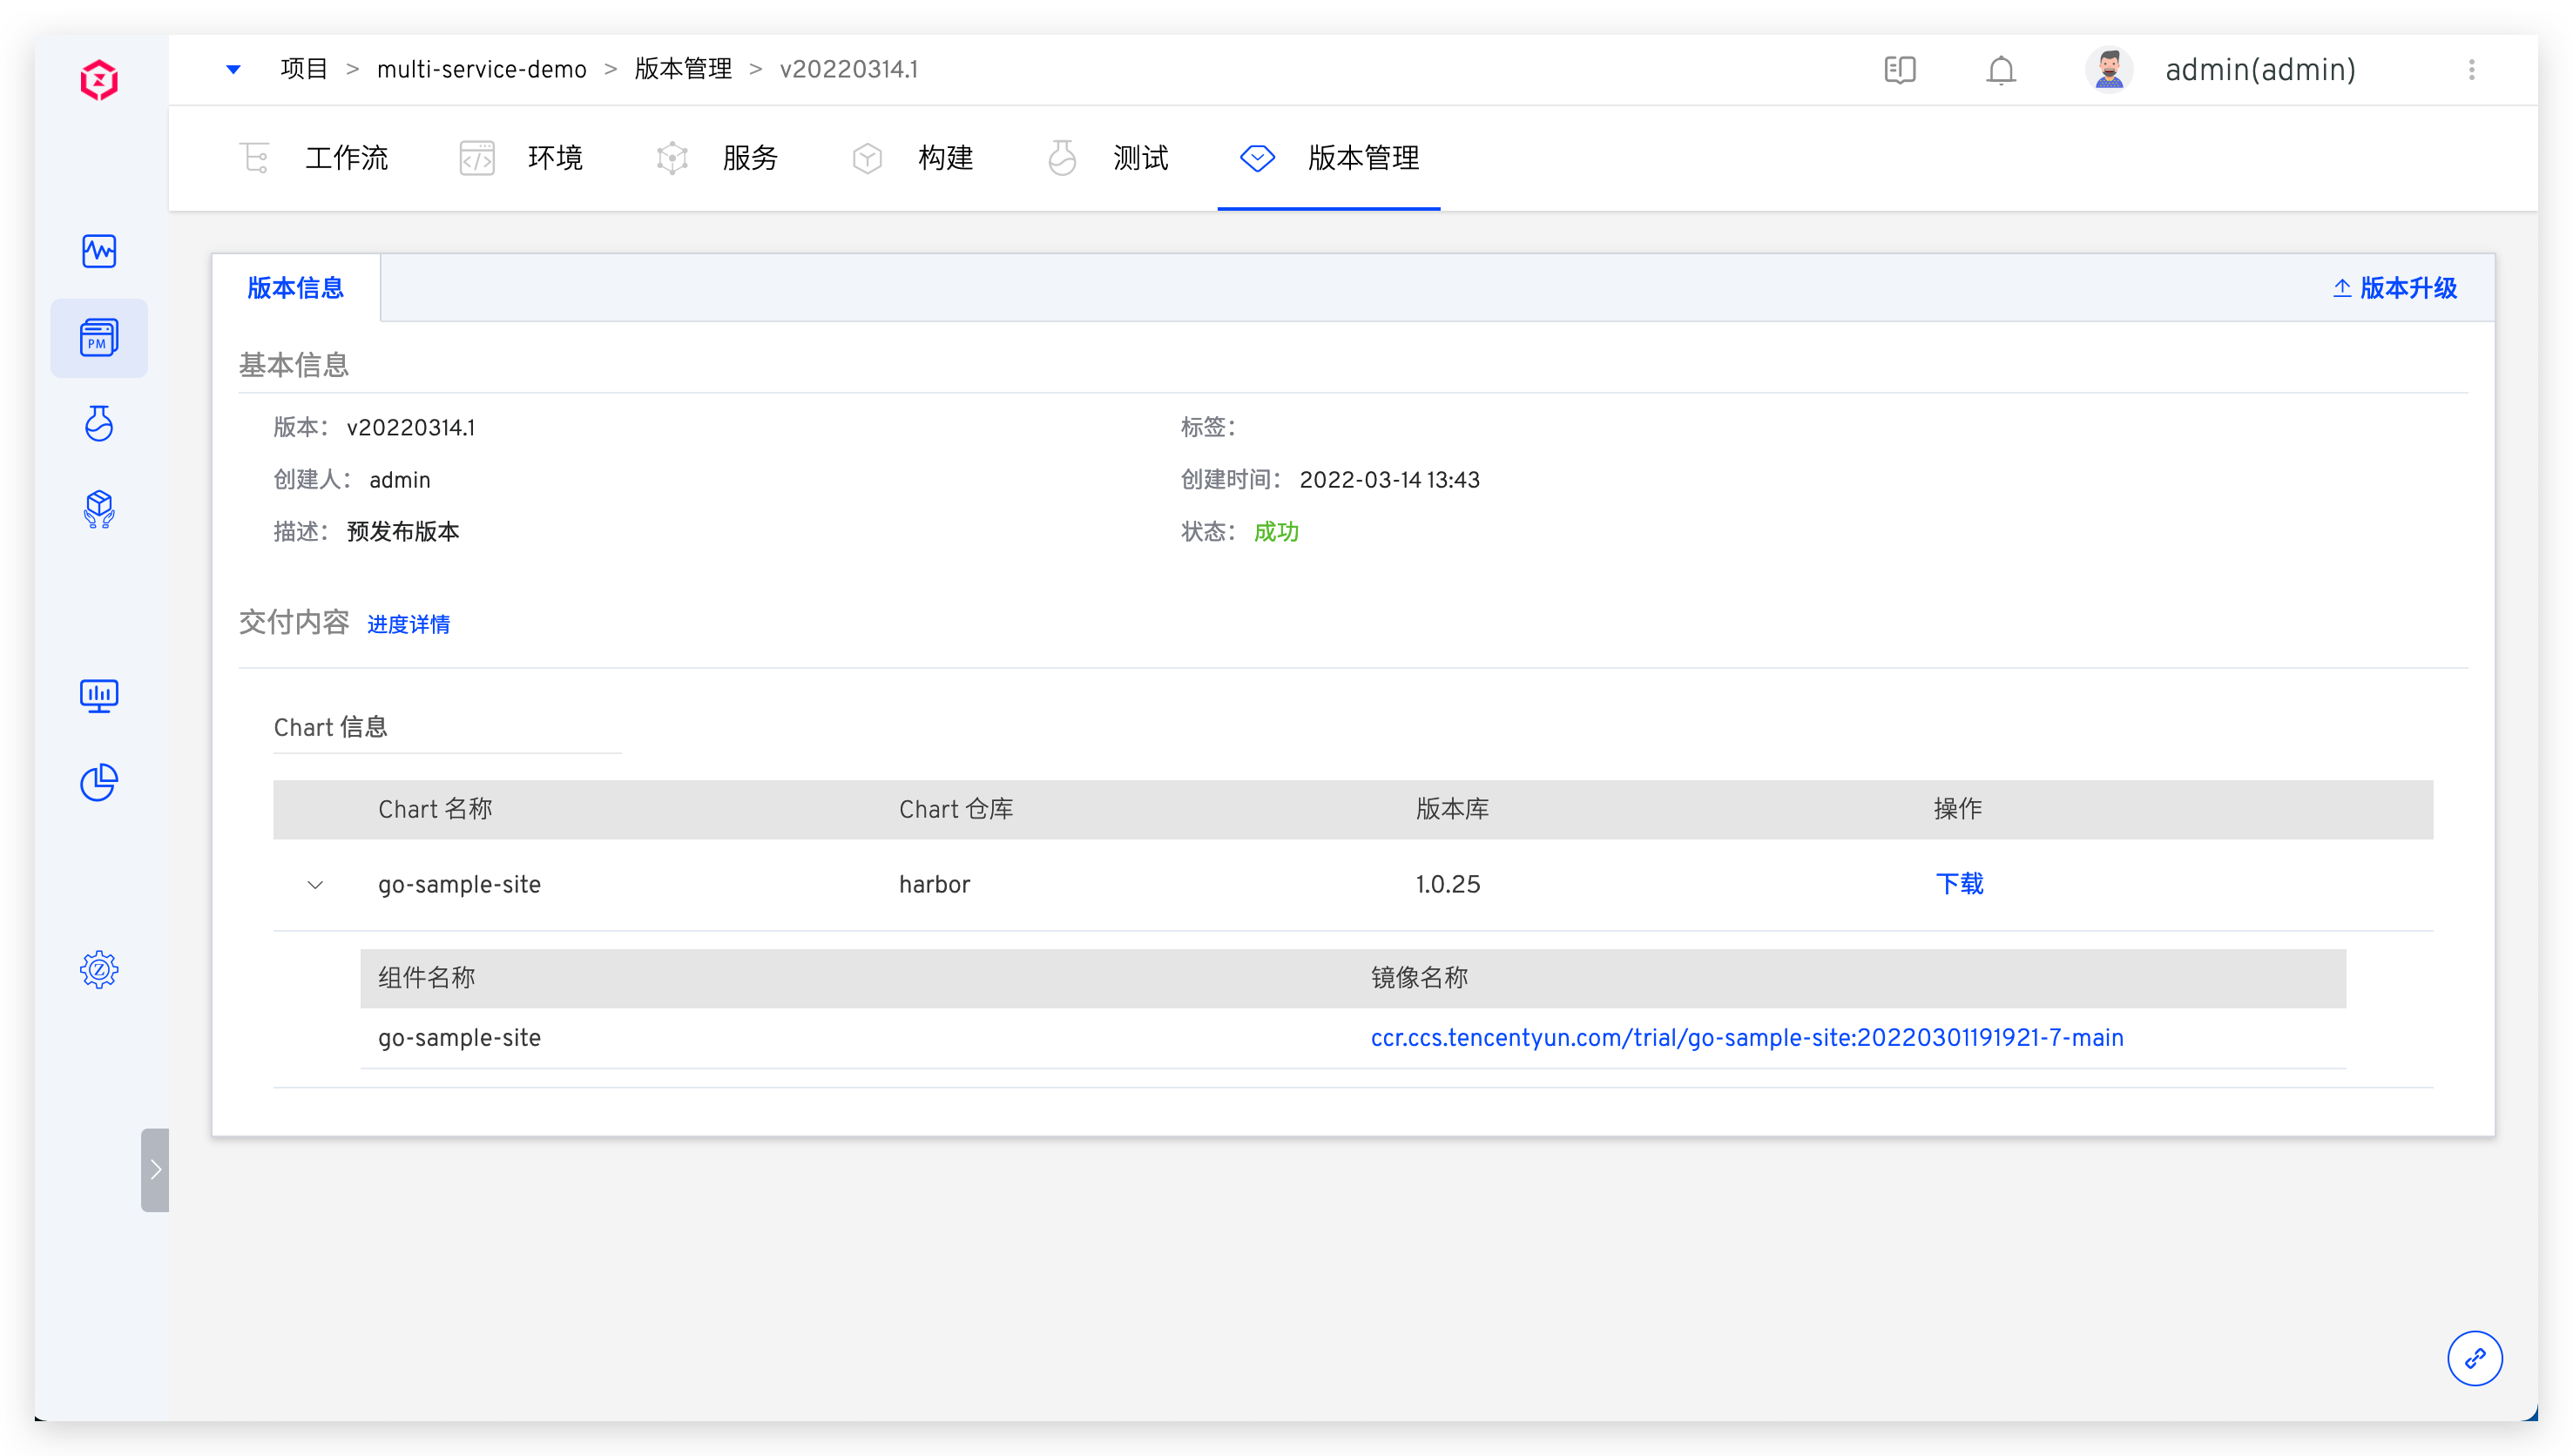 项目 > multi-service-demo > 版本管理 > v20220314.1
admin(admin)
工作流 环境 服务 构建 测试 版本管理
PM
版本信息
版本升级
基本信息
版本: v20220314.1
标签:
创建人: admin
创建时间: 2022-03-14 13:43
描述: 预发布版本
状态: 成功
交付内容 进度详情
Chart 信息
Chart 名称 Chart 仓库 版本库 操作
go-sample-site harbor 1.0.25 下载
组件名称 镜像名称
go-sample-site ccr.ccs.tencentyun.com/trial/go-sample-site:20220301191921-7-main